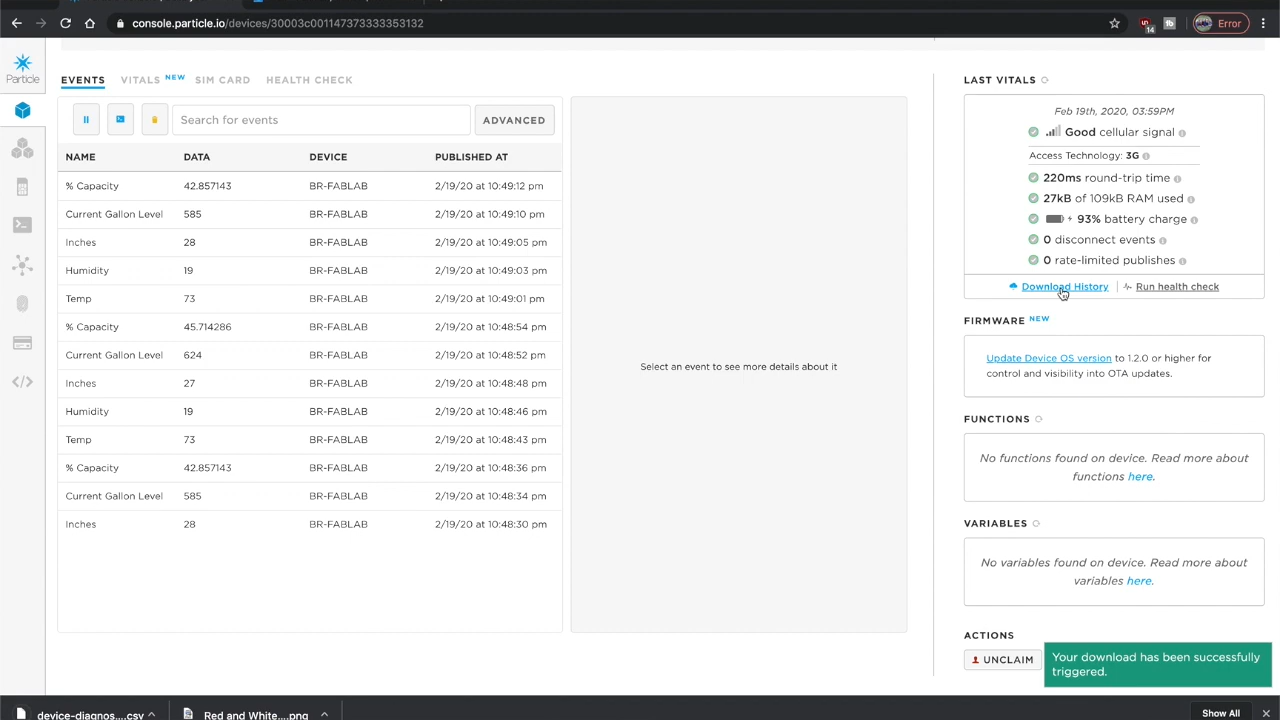 console.particle.io/devices/30003c001147373333353132
14
Error
Particle
EVENTS
VITALS NEW
SIM CARD
HEALTH CHECK
Search for events
ADVANCED
NAME DATA DEVICE PUBLISHED AT
% Capacity 42.857143 BR-FABLAB 2/19/20 at 10:49:12 pm
Current Gallon Level 585 BR-FABLAB 2/19/20 at 10:49:10 pm
Inches 28 BR-FABLAB 2/19/20 at 10:49:05 pm
Humidity 19 BR-FABLAB 2/19/20 at 10:49:03 pm
Temp 73 BR-FABLAB 2/19/20 at 10:49:01 pm
% Capacity 45.714286 BR-FABLAB 2/19/20 at 10:48:54 pm
Current Gallon Level 624 BR-FABLAB 2/19/20 at 10:48:52 pm
Inches 27 BR-FABLAB 2/19/20 at 10:48:48 pm
Humidity 19 BR-FABLAB 2/19/20 at 10:48:46 pm
Temp 73 BR-FABLAB 2/19/20 at 10:48:43 pm
% Capacity 42.857143 BR-FABLAB 2/19/20 at 10:48:36 pm
Current Gallon Level 585 BR-FABLAB 2/19/20 at 10:48:34 pm
Inches 28 BR-FABLAB 2/19/20 at 10:48:30 pm
Select an event to see more details about it
LAST VITALS
Feb 19th, 2020, 03:59PM
Good cellular signal
Access Technology: 3G
220ms round-trip time
27kB of 109kB RAM used
93% battery charge
0 disconnect events
0 rate-limited publishes
Download History
Run health check
FIRMWARE NEW
Update Device OS version to 1.2.0 or higher for
control and visibility into OTA updates.
FUNCTIONS
No functions found on device. Read more about
functions here.
VARIABLES
No variables found on device. Read more about
variables here.
ACTIONS
UNCLAIM
Your download has been successfully
triggered.
device-diagnos....csv
Red and White....png
Show All